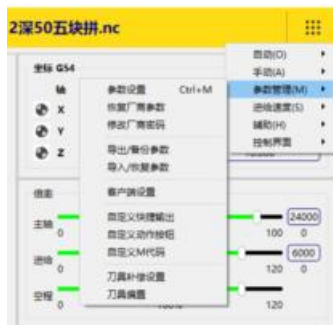 2深50五块拼.nc
自动(O)
手动(A)
参数管理(M)
进给速度(S)
辅助(H)
控制界面
坐标 G54
轴
X
Y
Z
参数设置 Ctrl+M
恢复厂商参数
修改厂商密码
导出/备份参数
导入/恢复参数
客户端设置
自定义快捷输出
自定义动作按钮
自定义M代码
刀具补偿设置
刀具偏置
倍率
主轴 0 100 0 24000
进给 0 120 0 6000
空程 0 100% 120